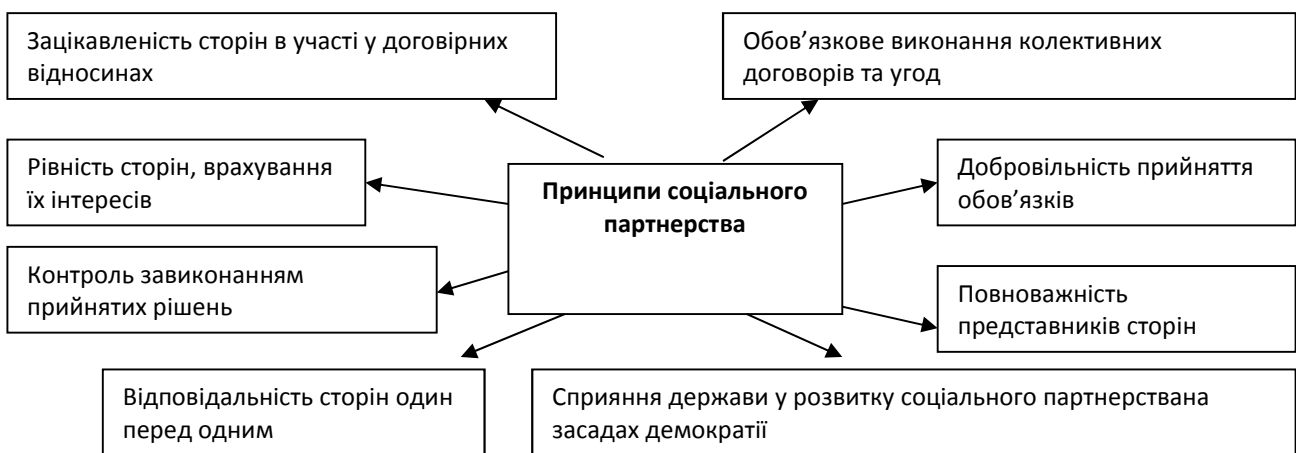 Зацікавленість сторін в участі у договірних
відносинах
Обов’язкове виконання колективних
договорів та угод
Рівність сторін, врахування
їх інтересів
Принципи соціального
партнерства
Добровільність прийняття
обов’язків
Контроль завиконанням
прийнятих рішень
Повноважність
представників сторін
Відповідальність сторін один
перед одним
Сприяння держави у розвитку соціального партнерствана
засадах демократії